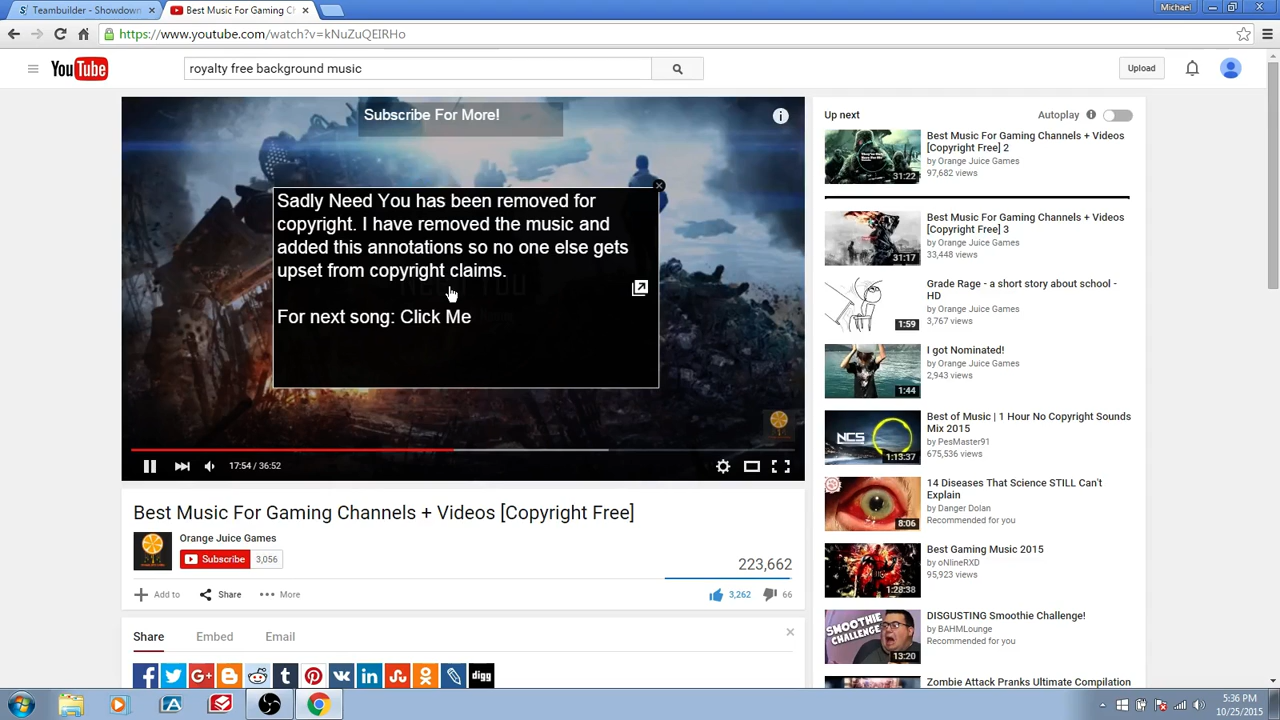 Teambuilder - Showdown
Best Music For Gaming C
Michael
https://www.youtube.com/watch?v=kNuZuQEIRHo
YouTube
royalty free background music
Upload
Subscribe For More!
Sadly Need You has been removed for
copyright. I have removed the music and
added this annotations so no one else gets
upset from copyright claims.
For next song: Click Me
17:54 / 36:52
Best Music For Gaming Channels + Videos [Copyright Free]
Orange Juice Games
Subscribe 3,056
223,662
Add to
Share
More
3,262
66
Share
Embed
Email
digg
Up next
Autoplay
Best Music For Gaming Channels + Videos
[Copyright Free] 2
by Orange Juice Games
97,682 views
31:22
Best Music For Gaming Channels + Videos
[Copyright Free] 3
by Orange Juice Games
33,448 views
31:17
Grade Rage - a short story about school -
HD
by Orange Juice Games
3,767 views
1:59
I got Nominated!
by Orange Juice Games
2,943 views
1:44
Best of Music | 1 Hour No Copyright Sounds
Mix 2015
by PesMaster91
675,536 views
NCS
1:13:37
14 Diseases That Science STILL Can't
Explain
by Danger Dolan
Recommended for you
8:06
Best Gaming Music 2015
by oNlineRXD
95,923 views
1:28:38
DISGUSTING Smoothie Challenge!
by BAHMLounge
Recommended for you
SMOOTHIE
CHALLENGE!
13:20
Zombie Attack Pranks Ultimate Compilation
5:36 PM
10/25/2015